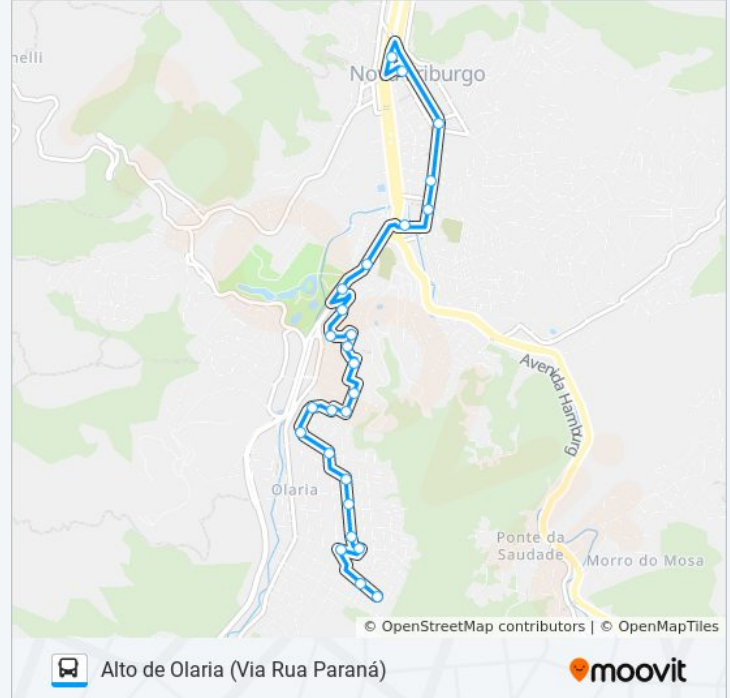 nelli
Nova Friburgo
Avenida Hamburg
Olaria
Ponte da
Saudade
Morro do Mosa
© OpenStreetMap contributors | © OpenMapTiles
Alto de Olaria (Via Rua Paraná)
moovit